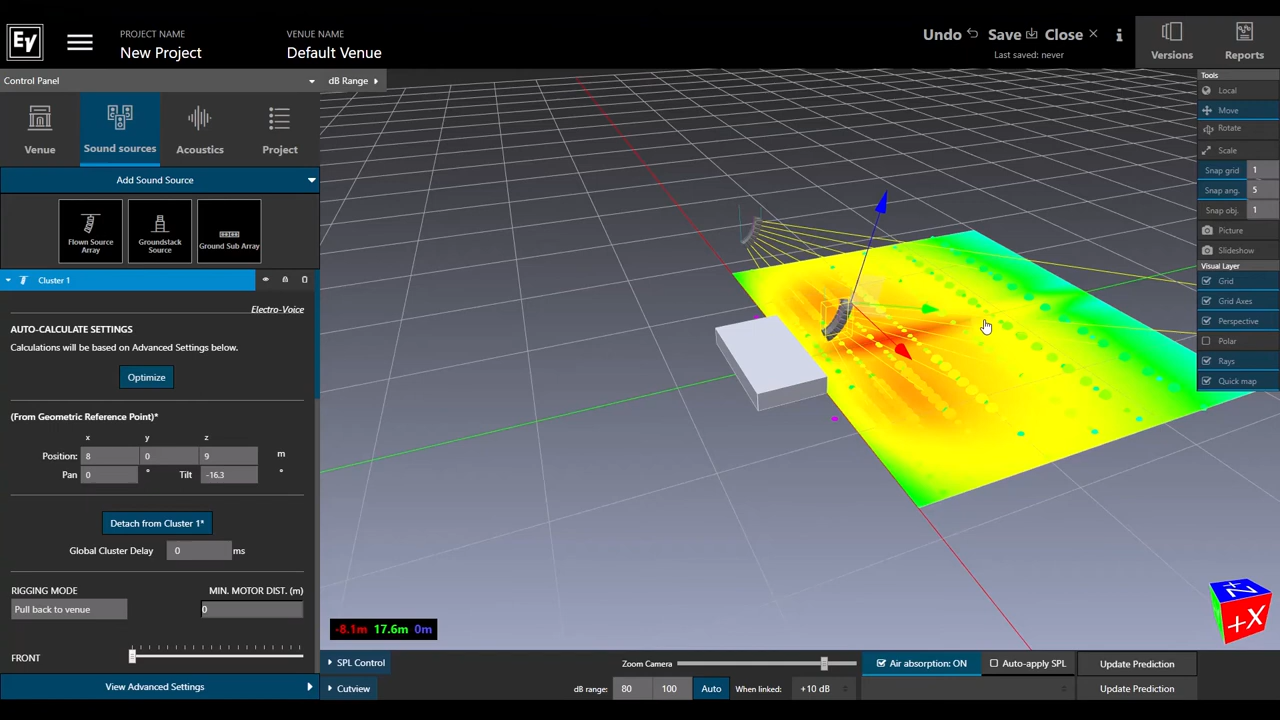 EV
PROJECT NAME
New Project
VENUE NAME
Default Venue
Undo
Save
Close
Last saved: never
Versions
Reports
Control Panel
dB Range
Venue
Sound sources
Acoustics
Project
Add Sound Source
Flown Source
Array
Groundstack
Source
Ground Sub Array
Cluster 1
Electro-Voice
AUTO-CALCULATE SETTINGS
Calculations will be based on Advanced Settings below.
Optimize
(From Geometric Reference Point)*
x y z
Position: 8 0 9 m
Pan 0 ° Tilt -16.3 °
Detach from Cluster 1*
Global Cluster Delay 0 ms
RIGGING MODE
MIN. MOTOR DIST. (m)
Pull back to venue
0
FRONT
View Advanced Settings
Tools
Local
Move
Rotate
Scale
Snap grid 1
Snap ang. 5
Snap obj. 1
Picture
Slideshow
Visual Layer
Grid
Grid Axes
Perspective
Polar
Rays
Quick map
+Z
+X
-8.1m 17.6m 0m
SPL Control
Zoom Camera
Air absorption: ON
Auto-apply SPL
Update Prediction
Cutview
dB range: 80 100 Auto
When linked: +10 dB
Update Prediction